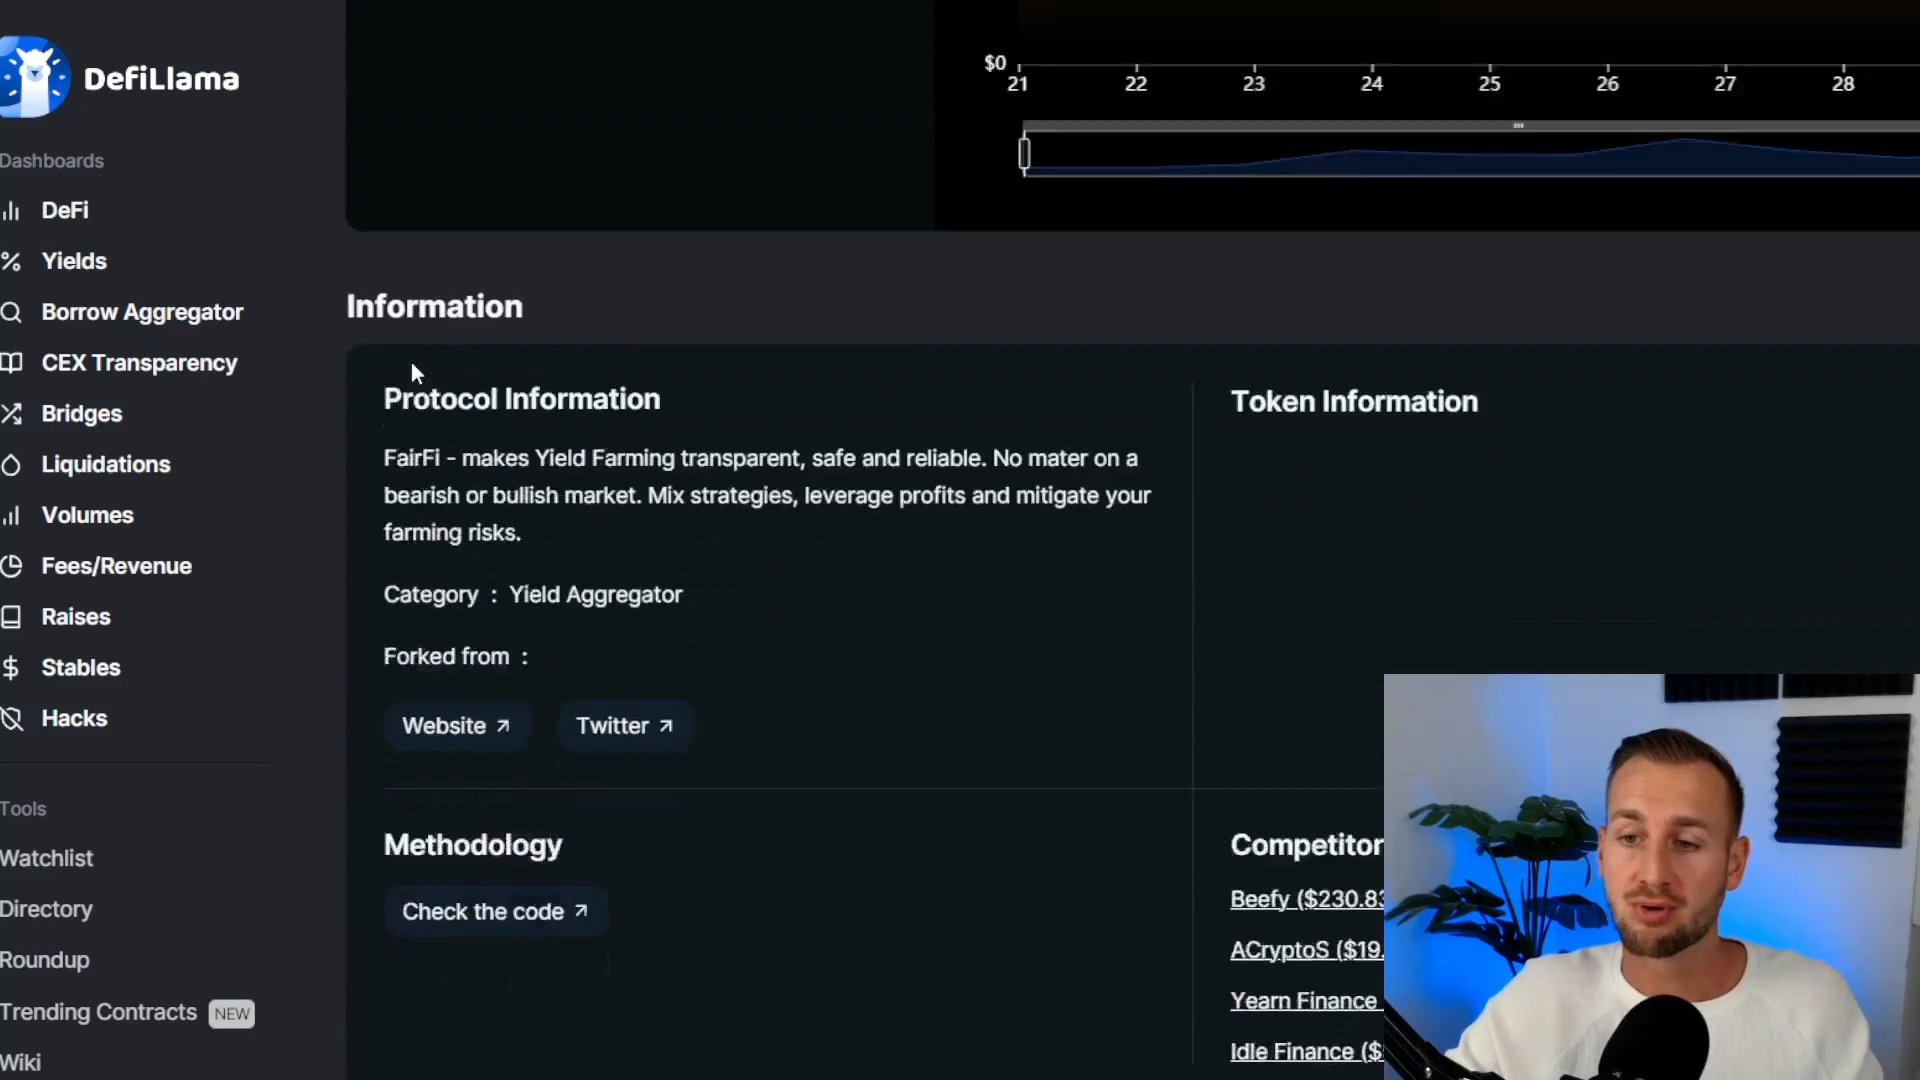 DefiLlama
Dashboards
DeFi
Yields
Borrow Aggregator
CEX Transparency
Bridges
Liquidations
Volumes
Fees/Revenue
Raises
Stables
Hacks
Tools
Watchlist
Directory
Roundup
Trending Contracts NEW
Wiki
$0
21 22 23 24 25 26 27 28
Information
Protocol Information
FairFi - makes Yield Farming transparent, safe and reliable. No mater on a
bearish or bullish market. Mix strategies, leverage profits and mitigate your
farming risks.
Category : Yield Aggregator
Forked from :
Website
Twitter
Token Information
Methodology
Check the code
Competitor
Beefy ($230.83
ACryptoS ($19.
Yearn Finance
Idle Finance ($